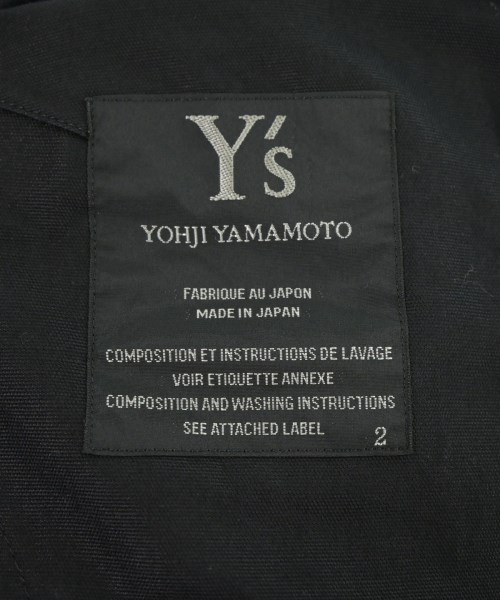 Y's
YOHJI YAMAMOTO
FABRIQUE AU JAPON
MADE IN JAPAN
COMPOSITION ET INSTRUCTIONS DE LAVAGE
VOIR ETIQUETTE ANNEXE
COMPOSITION AND WASHING INSTRUCTIONS
SEE ATTACHED LABEL
2